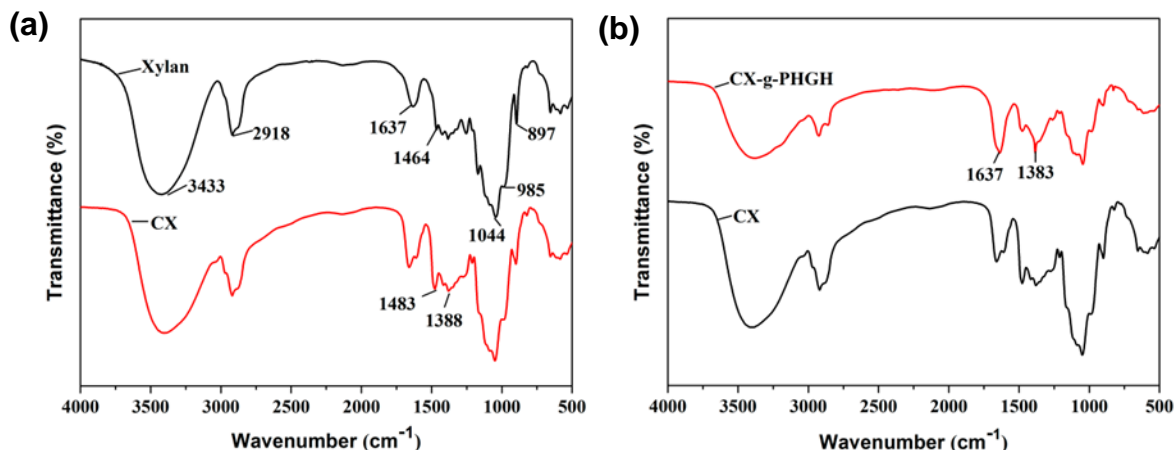 (a)
Xylan
2918
3433
1637
1464
897
985
1044
CX
1483
1388
Transmittance (%)
4000 3500 3000 2500 2000 1500 1000 500
Wavenumber (cm⁻¹)
(b)
CX-g-PHGH
1637
1383
CX
Transmittance (%)
4000 3500 3000 2500 2000 1500 1000 500
Wavenumber (cm⁻¹)